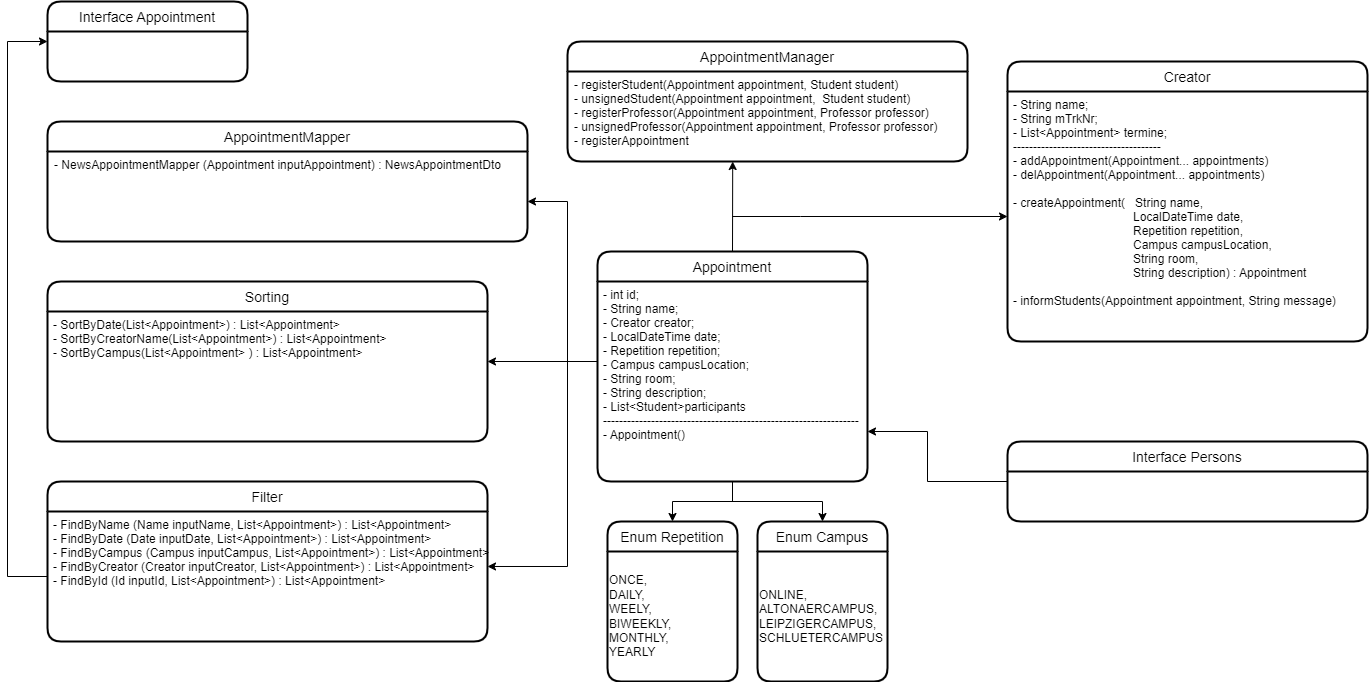 Interface Appointment
AppointmentMapper
- NewsAppointmentMapper (Appointment inputAppointment) : NewsAppointmentDto
Sorting
- SortByDate(List<Appointment>) : List<Appointment>
- SortByCreatorName(List<Appointment>) : List<Appointment>
- SortByCampus(List<Appointment> ) : List<Appointment>
Filter
- FindByName (Name inputName, List<Appointment>) : List<Appointment>
- FindByDate (Date inputDate, List<Appointment>) : List<Appointment>
- FindByCampus (Campus inputCampus, List<Appointment>) : List<Appointment>
- FindByCreator (Creator inputCreator, List<Appointment>) : List<Appointment>
- FindById (Id inputId, List<Appointment>) : List<Appointment>
AppointmentManager
- registerStudent(Appointment appointment, Student student)
- unsignedStudent(Appointment appointment, Student student)
- registerProfessor(Appointment appointment, Professor professor)
- unsignedProfessor(Appointment appointment, Professor professor)
- registerAppointment
Appointment
- int id;
- String name;
- Creator creator;
- LocalDateTime date;
- Repetition repetition;
- Campus campusLocation;
- String room;
- String description;
- List<Student>participants
----------------------------------------------------------------
- Appointment()
Enum Repetition
ONCE,
DAILY,
WEELY,
BIWEEKLY,
MONTHLY,
YEARLY
Enum Campus
ONLINE,
ALTONAERCAMPUS,
LEIPZIGERCAMPUS,
SCHLUETERCAMPUS
Creator
- String name;
- String mTrkNr;
- List<Appointment> termine;
-------------------------------------
- addAppointment(Appointment... appointments)
- delAppointment(Appointment... appointments)
- createAppointment( String name,
LocalDateTime date,
Repetition repetition,
Campus campusLocation,
String room,
String description) : Appointment
- informStudents(Appointment appointment, String message)
Interface Persons